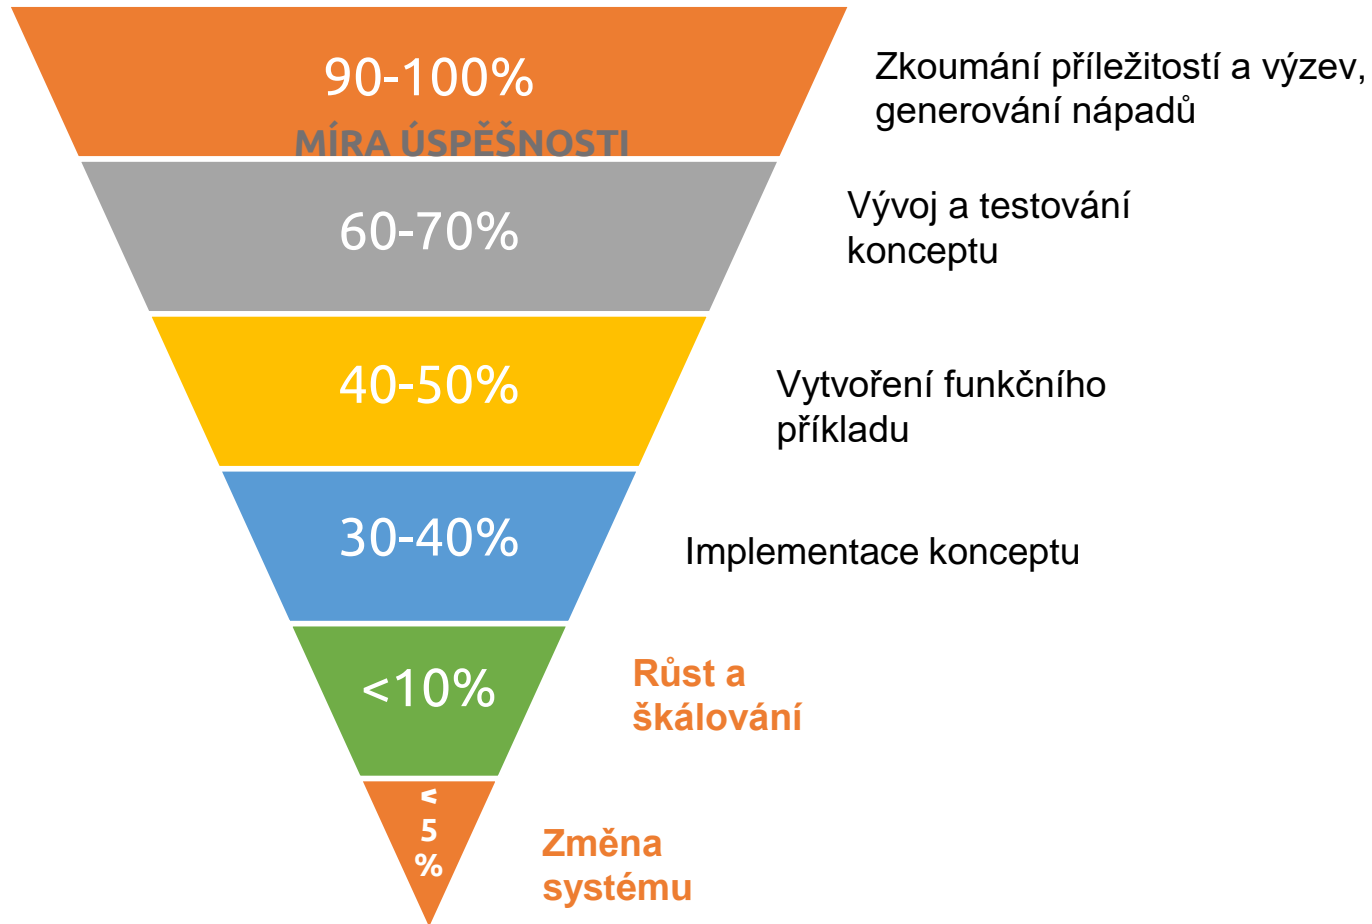 90-100%
MÍRA ÚSPĚŠNOSTI
Zkoumání příležitostí a výzev,
generování nápadů
60-70%
Vývoj a testování
konceptu
40-50%
Vytvoření funkčního
příkladu
30-40%
Implementace konceptu
<10%
Růst a
škálování
<
5
%
Změna
systému